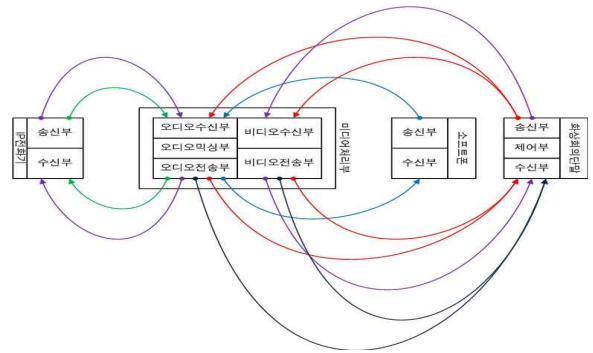 IP전화기
송신부
수신부
오디오수신부
오디오믹싱부
오디오전송부
비디오수신부
비디오전송부
미디어처리부
송신부
수신부
소프트폰
송신부
제어부
수신부
화상회의단말